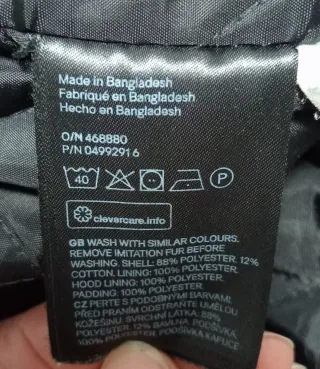 Made in Bangladesh
Fabriqué en Bangladesh
Hecho en Bangladesh
O/N 468880
P/N 04992916
40
P
clevercare.info
GB WASH WITH SIMILAR COLOURS.
REMOVE IMITATION FUR BEFORE
WASHING. SHELL: 88% POLYESTER. 12%
COTTON. LINING: 100% POLYESTER.
HOOD LINING: 100% POLYESTER.
PADDING: 100% POLYESTER
CZ PERTE S PODOBNÝMI BARVAMI.
PŘED PRANÍM ODSTRAŇTE UMĚLOU
KOŽEŠINU. SVRCHNÍ LÁTKA: 88%
POLYESTER. 12% BAVLNA. PODŠÍVKA:
100% POLYESTER. PODŠÍVKA KAPUCE